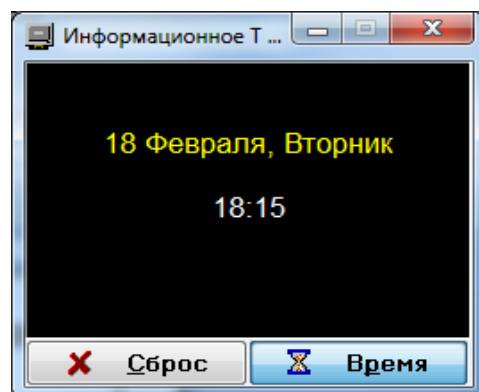 Информационное Т ...
18 Февраля, Вторник
18:15
Сброс
Время